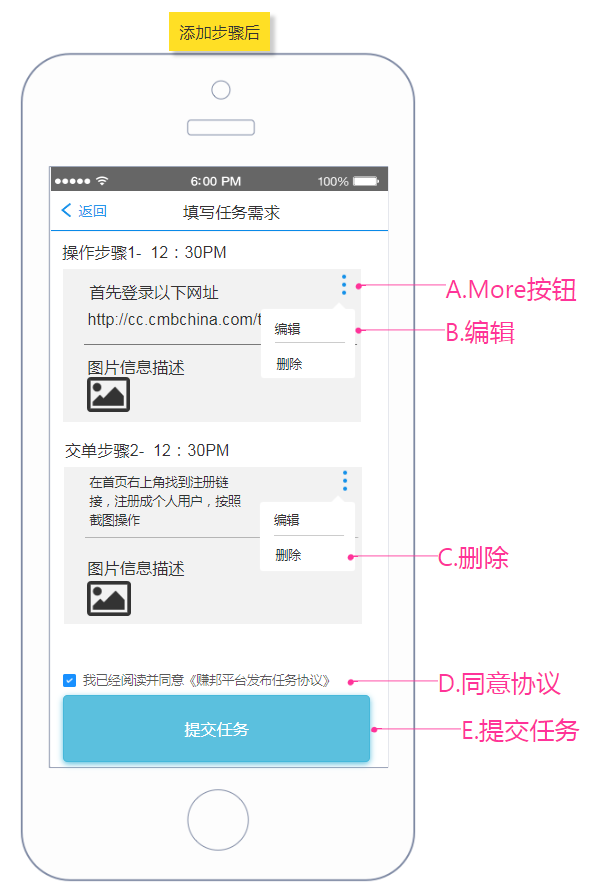 添加步骤后
6:00 PM
100%
返回
填写任务需求
操作步骤1- 12：30PM
首先登录以下网址
http://cc.cmbchina.com/t
编辑
删除
图片信息描述
A.More按钮
B.编辑
交单步骤2- 12：30PM
在首页右上角找到注册链
接，注册成个人用户，按照
截图操作
编辑
删除
图片信息描述
C.删除
我已经阅读并同意《赚邦平台发布任务协议》
D.同意协议
提交任务
E.提交任务